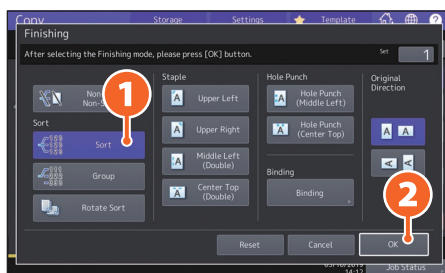 Copy Storage Settings Template
Finishing
After selecting the Finishing mode, please press [OK] button.
Set 1
Staple
Hole Punch
Original
Direction
Upper Left
Hole Punch
(Middle Left)
Sort
1
Sort
Upper Right
Hole Punch
(Center Top)
Group
Middle Left
(Double)
Binding
Rotate Sort
Center Top
(Double)
Binding
2
Reset Cancel OK
14:12 Job Status